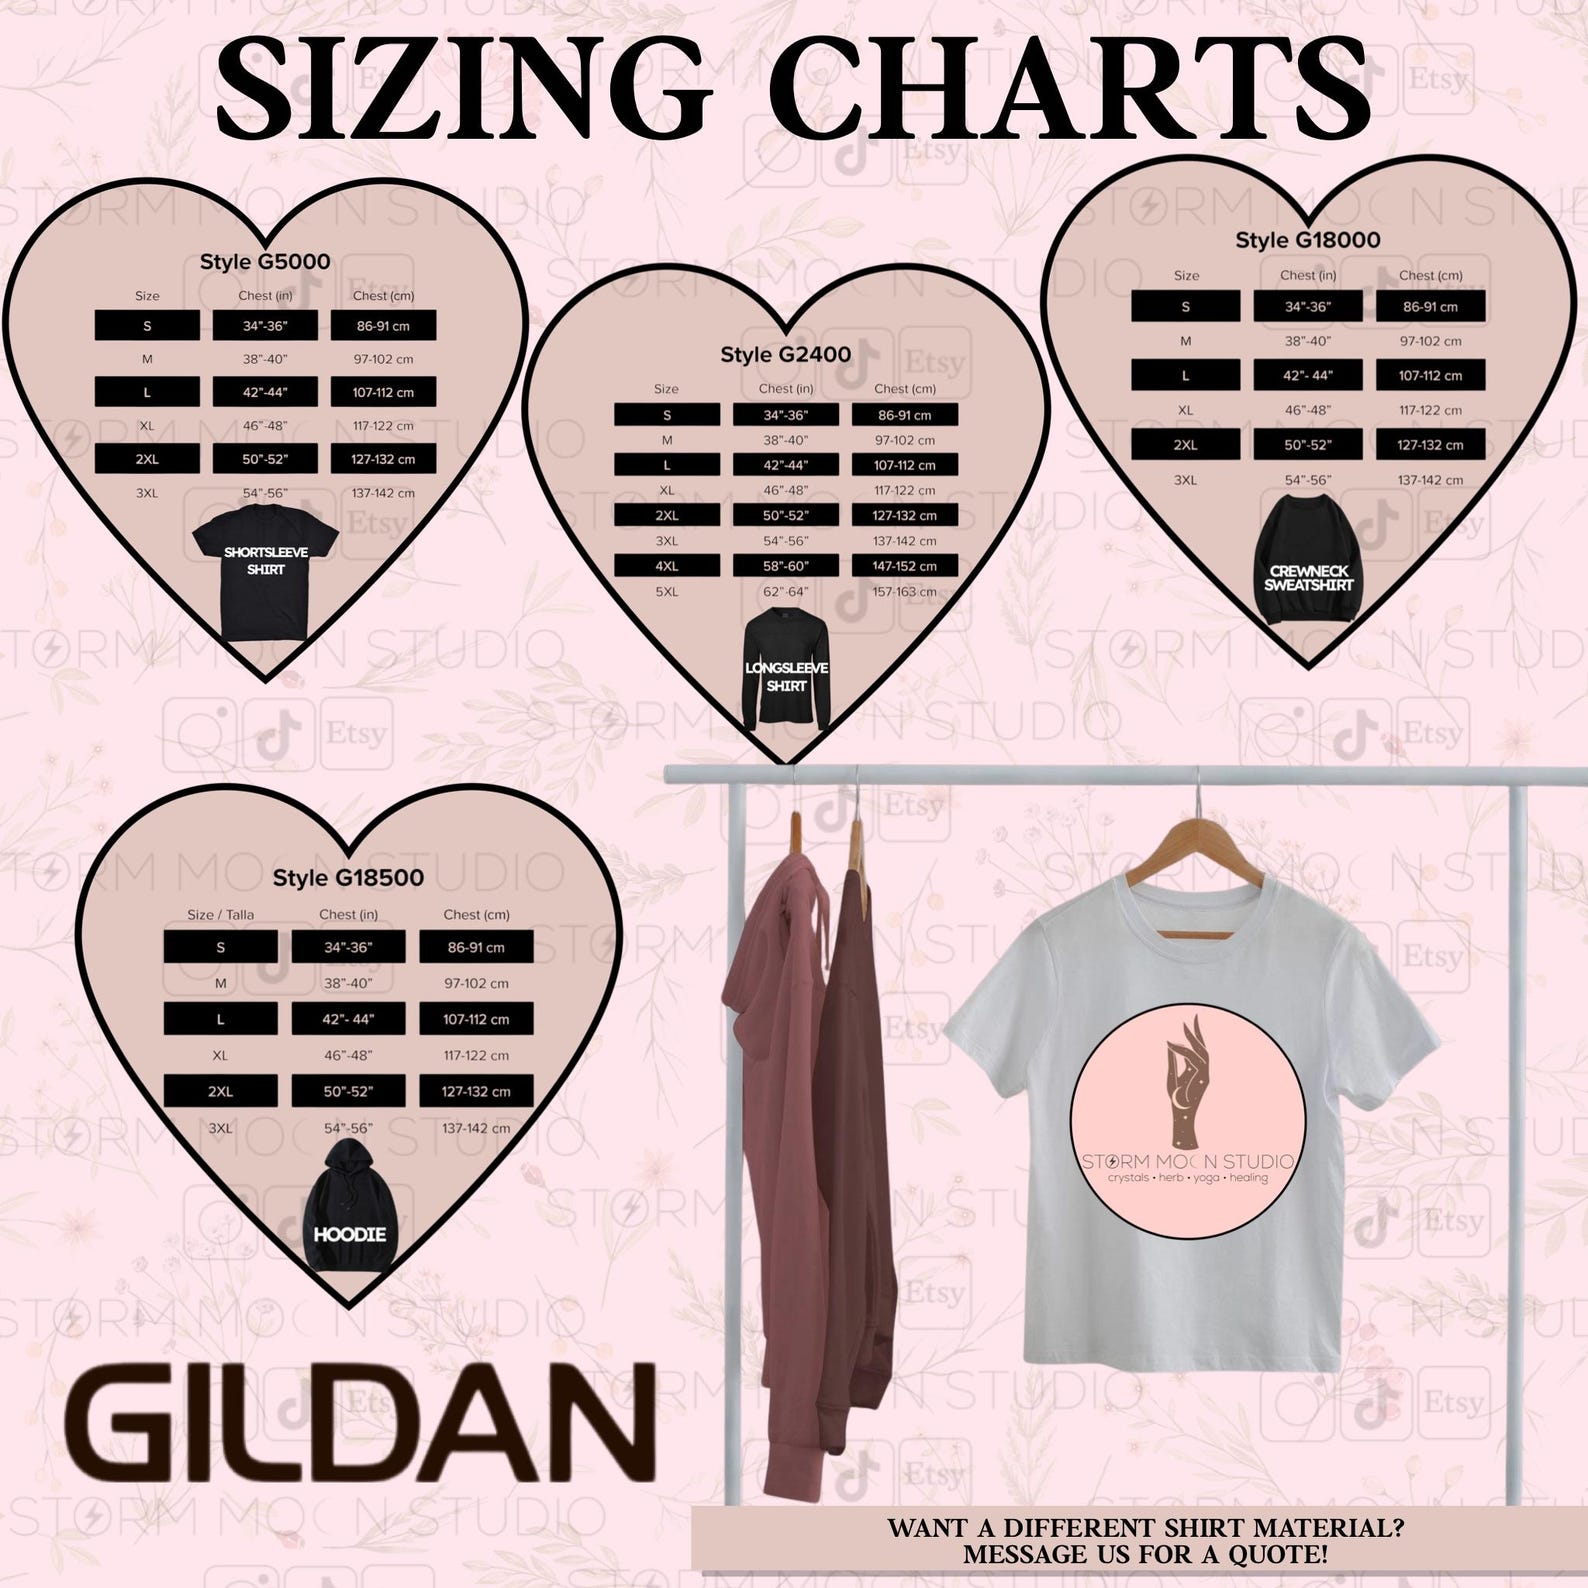 SIZING CHARTS
Style G5000
Size Chest (in) Chest (cm)
S 34”-36” 86-91 cm
M 38”-40” 97-102 cm
L 42”-44” 107-112 cm
XL 46”-48” 117-122 cm
2XL 50”-52” 127-132 cm
3XL 54”-56” 137-142 cm
SHORTSLEEVE
SHIRT
Style G2400
Size Chest (in) Chest (cm)
S 34”-36” 86-91 cm
M 38”-40” 97-102 cm
L 42”-44” 107-112 cm
XL 46”-48” 117-122 cm
2XL 50”-52” 127-132 cm
3XL 54”-56” 137-142 cm
4XL 58”-60” 147-152 cm
5XL 62”-64” 157-163 cm
LONGSLEEVE
SHIRT
Style G18000
Size Chest (in) Chest (cm)
S 34”-36” 86-91 cm
M 38”-40” 97-102 cm
L 42”- 44” 107-112 cm
XL 46”-48” 117-122 cm
2XL 50”-52” 127-132 cm
3XL 54”-56” 137-142 cm
CREWNECK
SWEATSHIRT
Style G18500
Size / Talla Chest (in) Chest (cm)
S 34”-36” 86-91 cm
M 38”-40” 97-102 cm
L 42”- 44” 107-112 cm
XL 46”-48” 117-122 cm
2XL 50”-52” 127-132 cm
3XL 54”-56” 137-142 cm
HOODIE
STORM MOON STUDIO
crystals • herb • yoga • healing
GILDAN
WANT A DIFFERENT SHIRT MATERIAL?
MESSAGE US FOR A QUOTE!